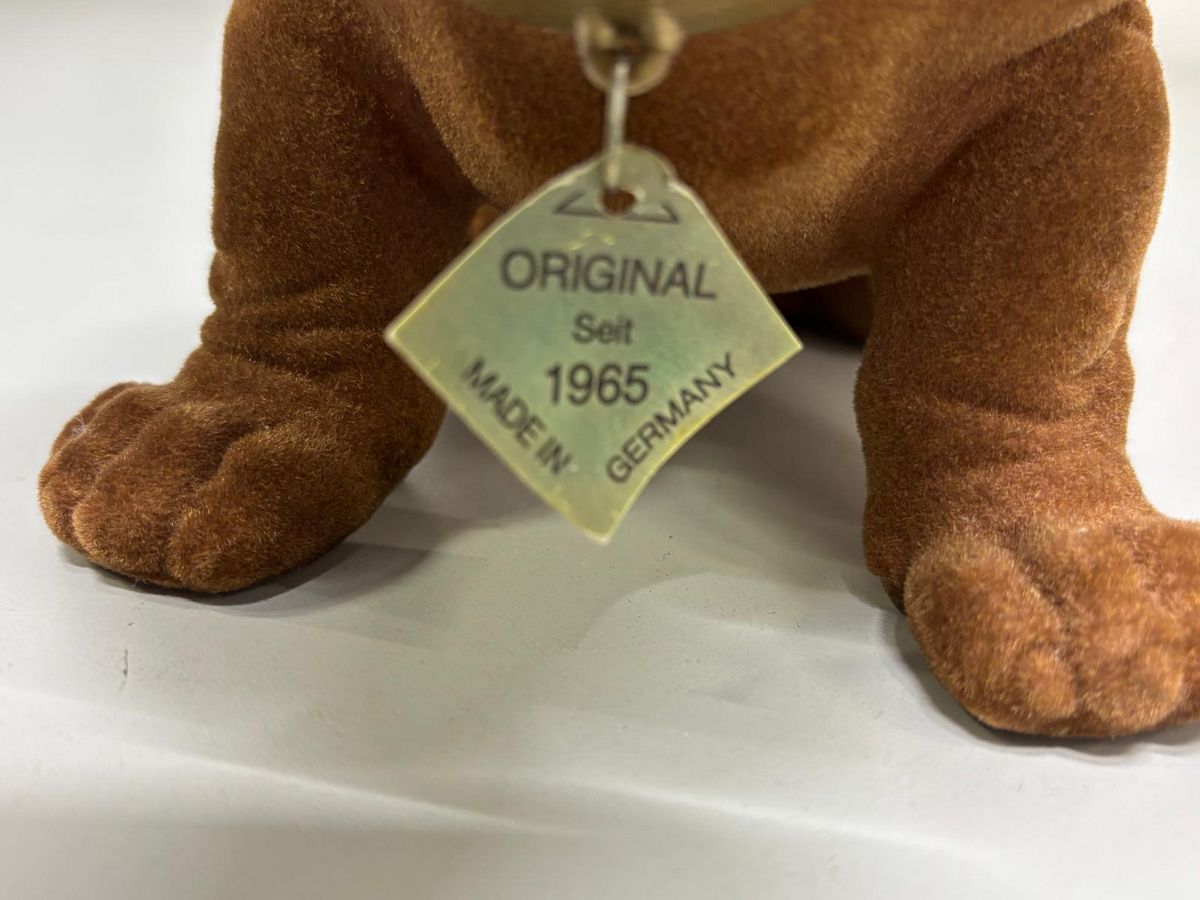 ORIGINAL
Seit
1965
MADE IN GERMANY